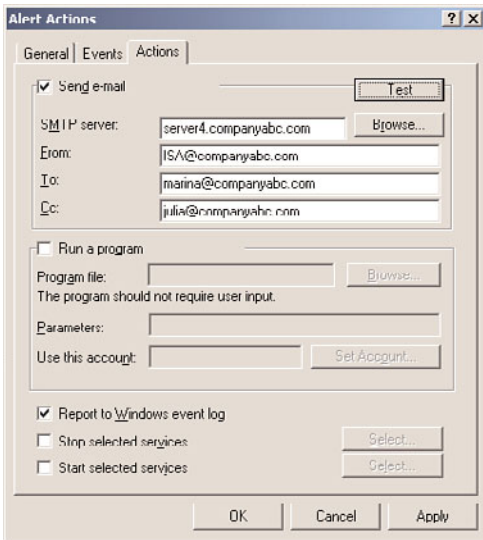 Alert Actions
General Events Actions
Send e-mail
Test
SMTP server: server4.companyabc.com Browse...
From: ISA@companyabc.com
To: marina@companyabc.com
Cc: julia@companyabc.com
Run a program
Program file: Browse...
The program should not require user input.
Parameters:
Use this account: Set Account...
Report to Windows event log
Stop selected services Select...
Start selected services Select...
OK Cancel Apply